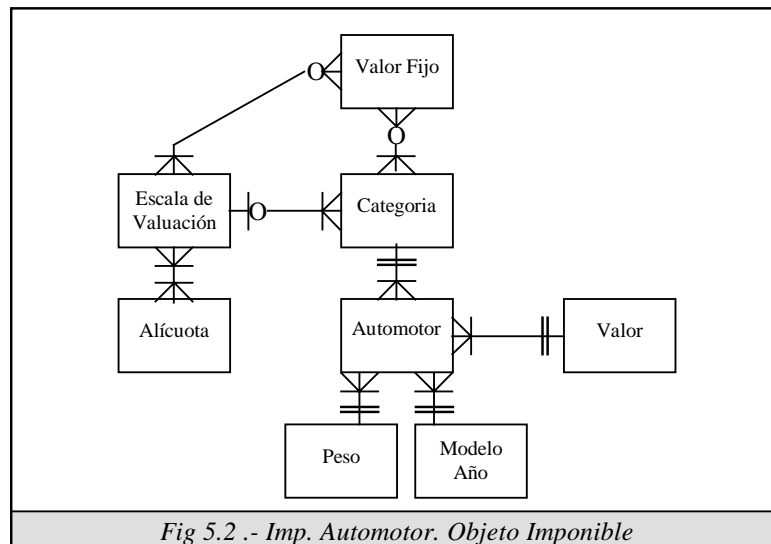 Valor Fijo
Escala de
Valuación
Categoria
Alícuota
Automotor
Valor
Peso
Modelo
Año
Fig 5.2 .- Imp. Automotor. Objeto Imponible